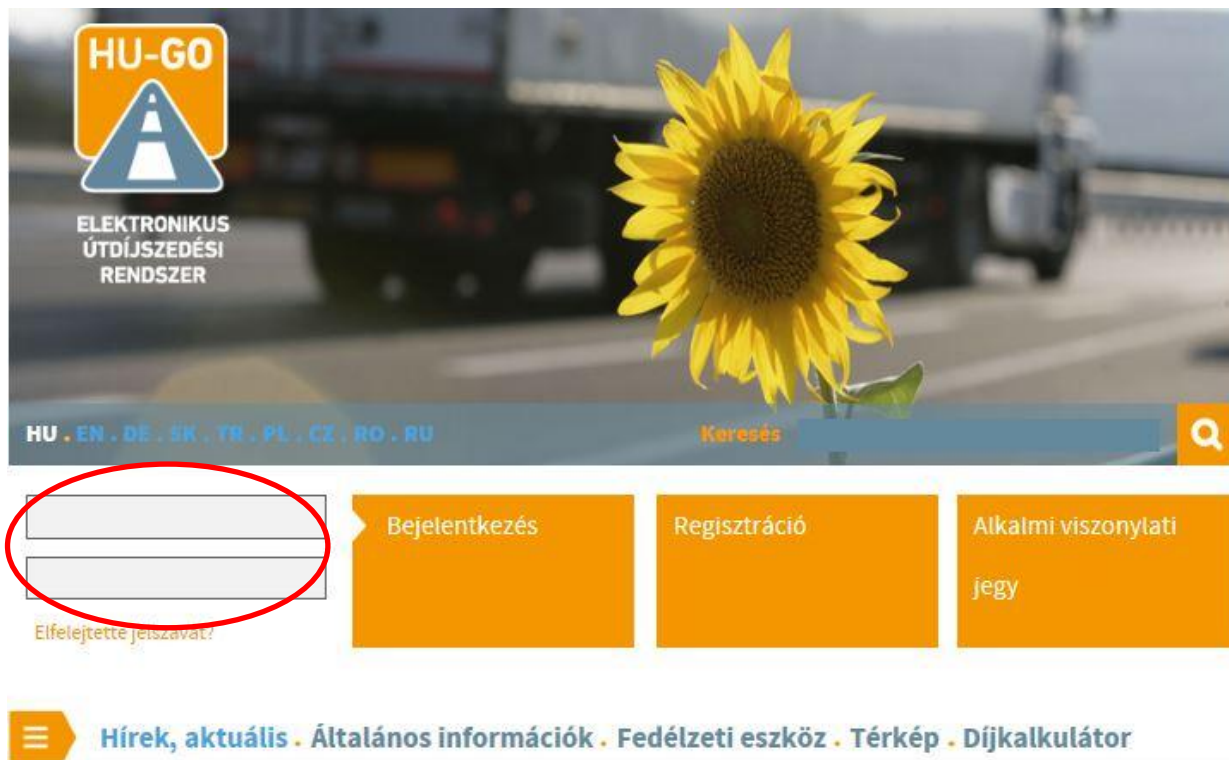 HU-GO
ELEKTRONIKUS
ÚTDÍJSZEDÉSI
RENDSZER
HU . EN . DE . SK . TR . PL . CZ . RO . RU
Keresés
Bejelentkezés
Regisztráció
Alkalmi viszonylati
jegy
Elfelejtette jelszavát?
Hírek, aktuális . Általános információk . Fedélzeti eszköz . Térkép . Díjkalkulátor